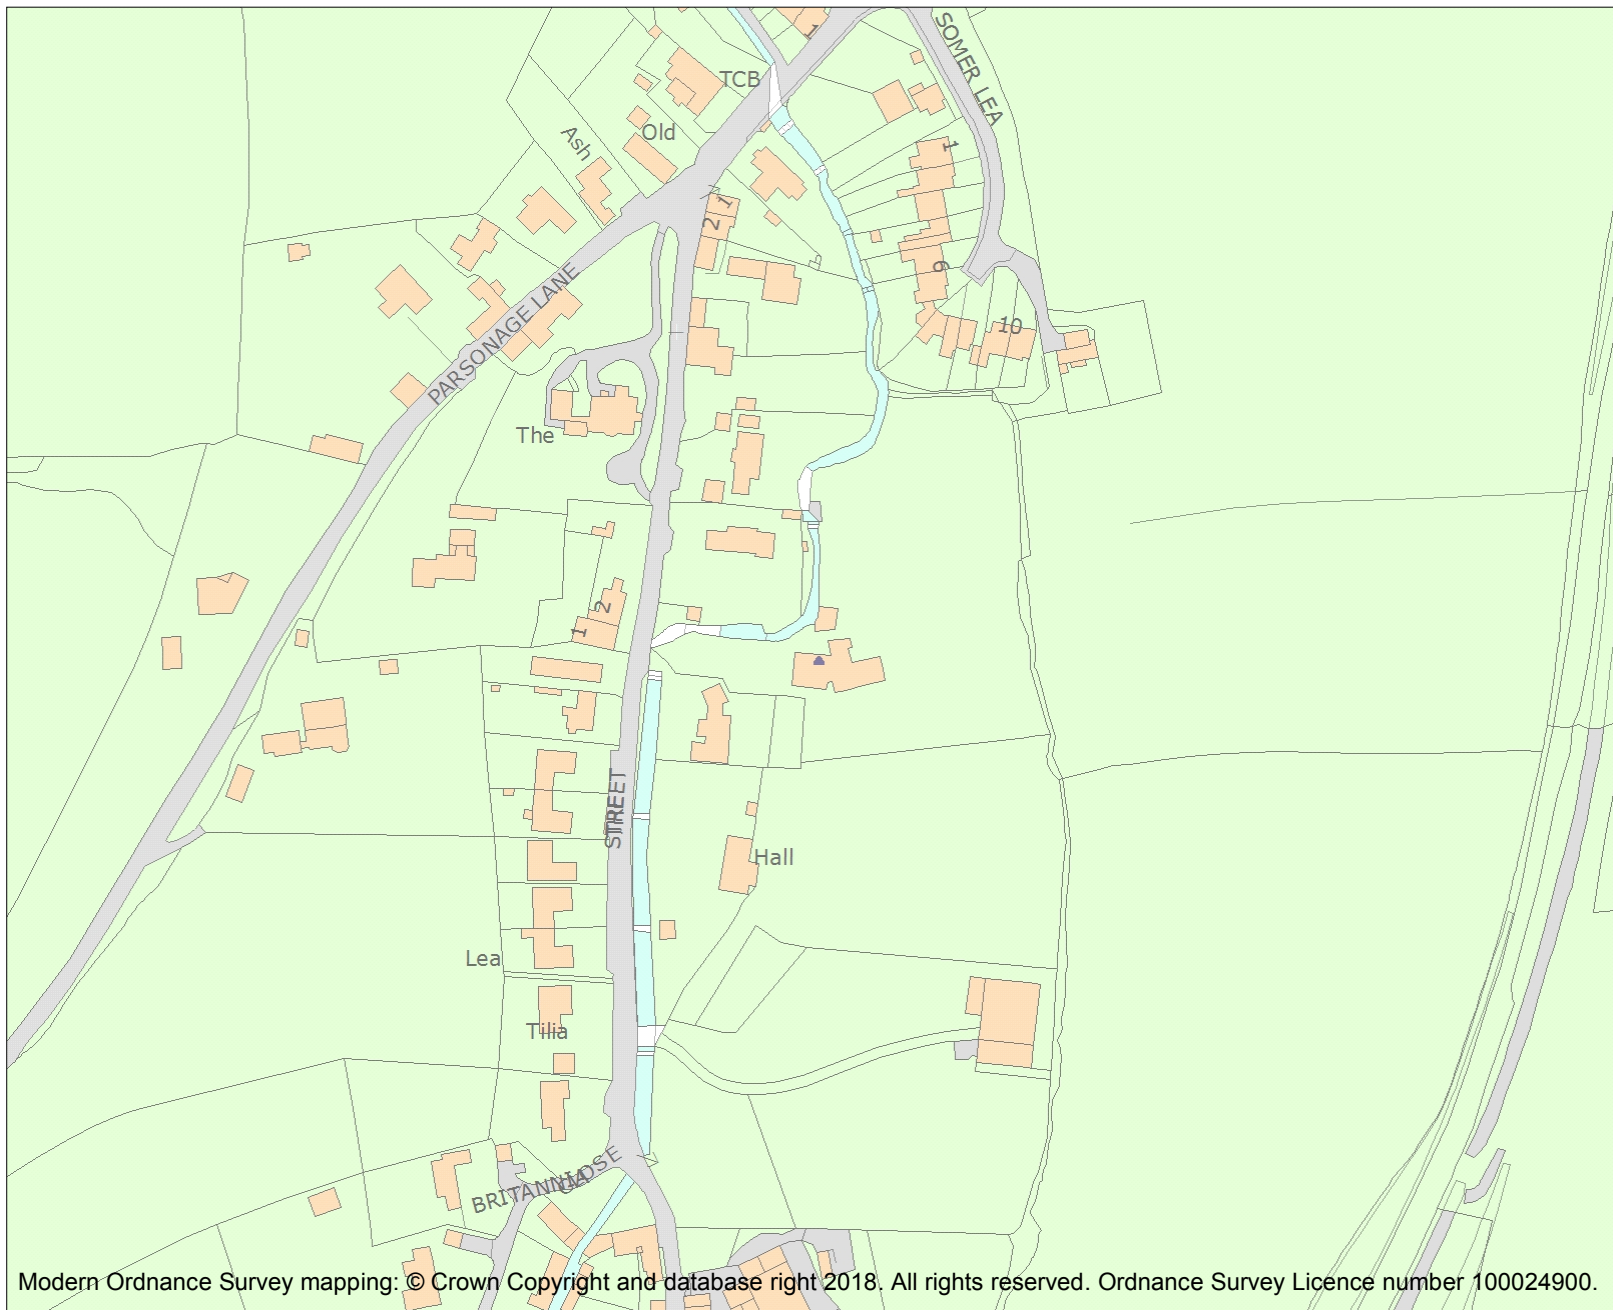 1
SOMER LEA
TCB
Old
Ash
1
1
2
9
PARSONAGE LANE
10
The
2
1
STREET
Hall
Lea
Tilia
BRITANNIA
CLOSE
Modern Ordnance Survey mapping: © Crown Copyright and database right 2018. All rights reserved. Ordnance Survey Licence number 100024900.